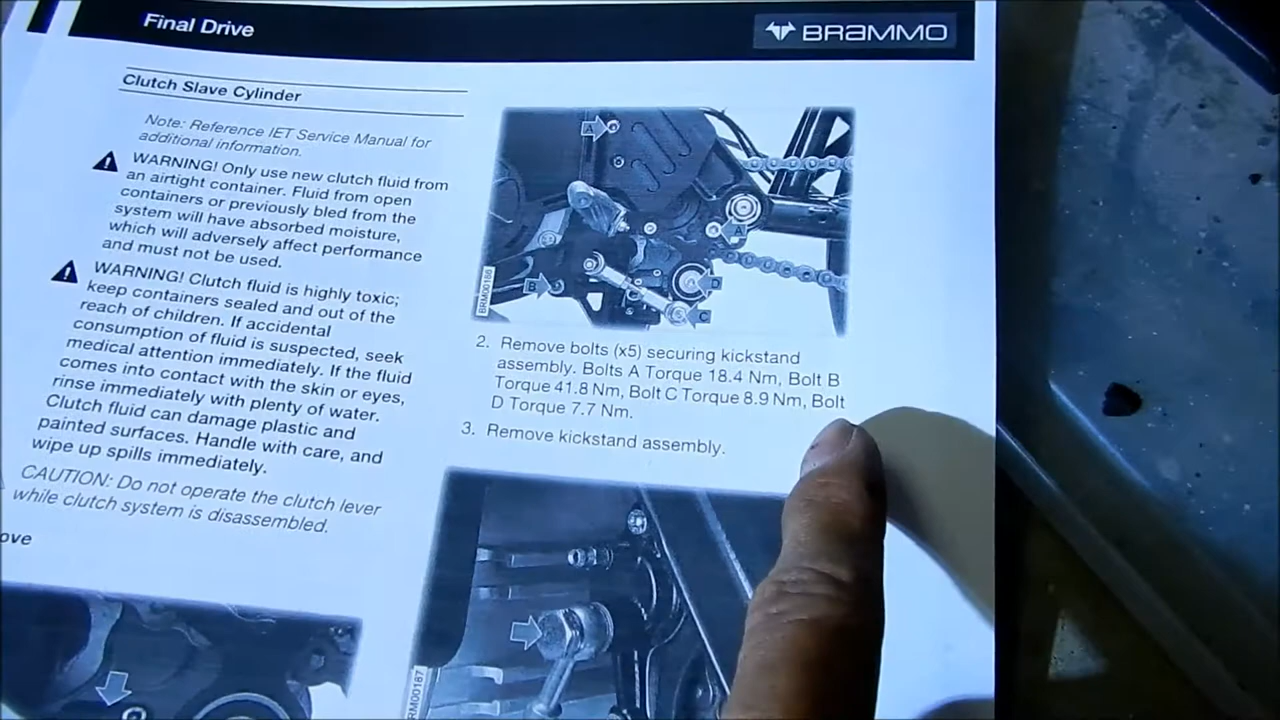 Final Drive
BRAMMO
Clutch Slave Cylinder
Note: Reference IET Service Manual for
additional information.
WARNING! Only use new clutch fluid from
an airtight container. Fluid from open
containers or previously bled from the
system will have absorbed moisture,
which will adversely affect performance
and must not be used.
WARNING! Clutch fluid is highly toxic;
keep containers sealed and out of the
reach of children. If accidental
consumption of fluid is suspected, seek
medical attention immediately. If the fluid
comes into contact with the skin or eyes,
rinse immediately with plenty of water.
Clutch fluid can damage plastic and
painted surfaces. Handle with care, and
wipe up spills immediately.
CAUTION: Do not operate the clutch lever
while clutch system is disassembled.
ove
A
A
B
D
C
BRM00186
2. Remove bolts (x5) securing kickstand
assembly. Bolts A Torque 18.4 Nm, Bolt B
Torque 41.8 Nm, Bolt C Torque 8.9 Nm, Bolt
D Torque 7.7 Nm.
3. Remove kickstand assembly.
BRM00187